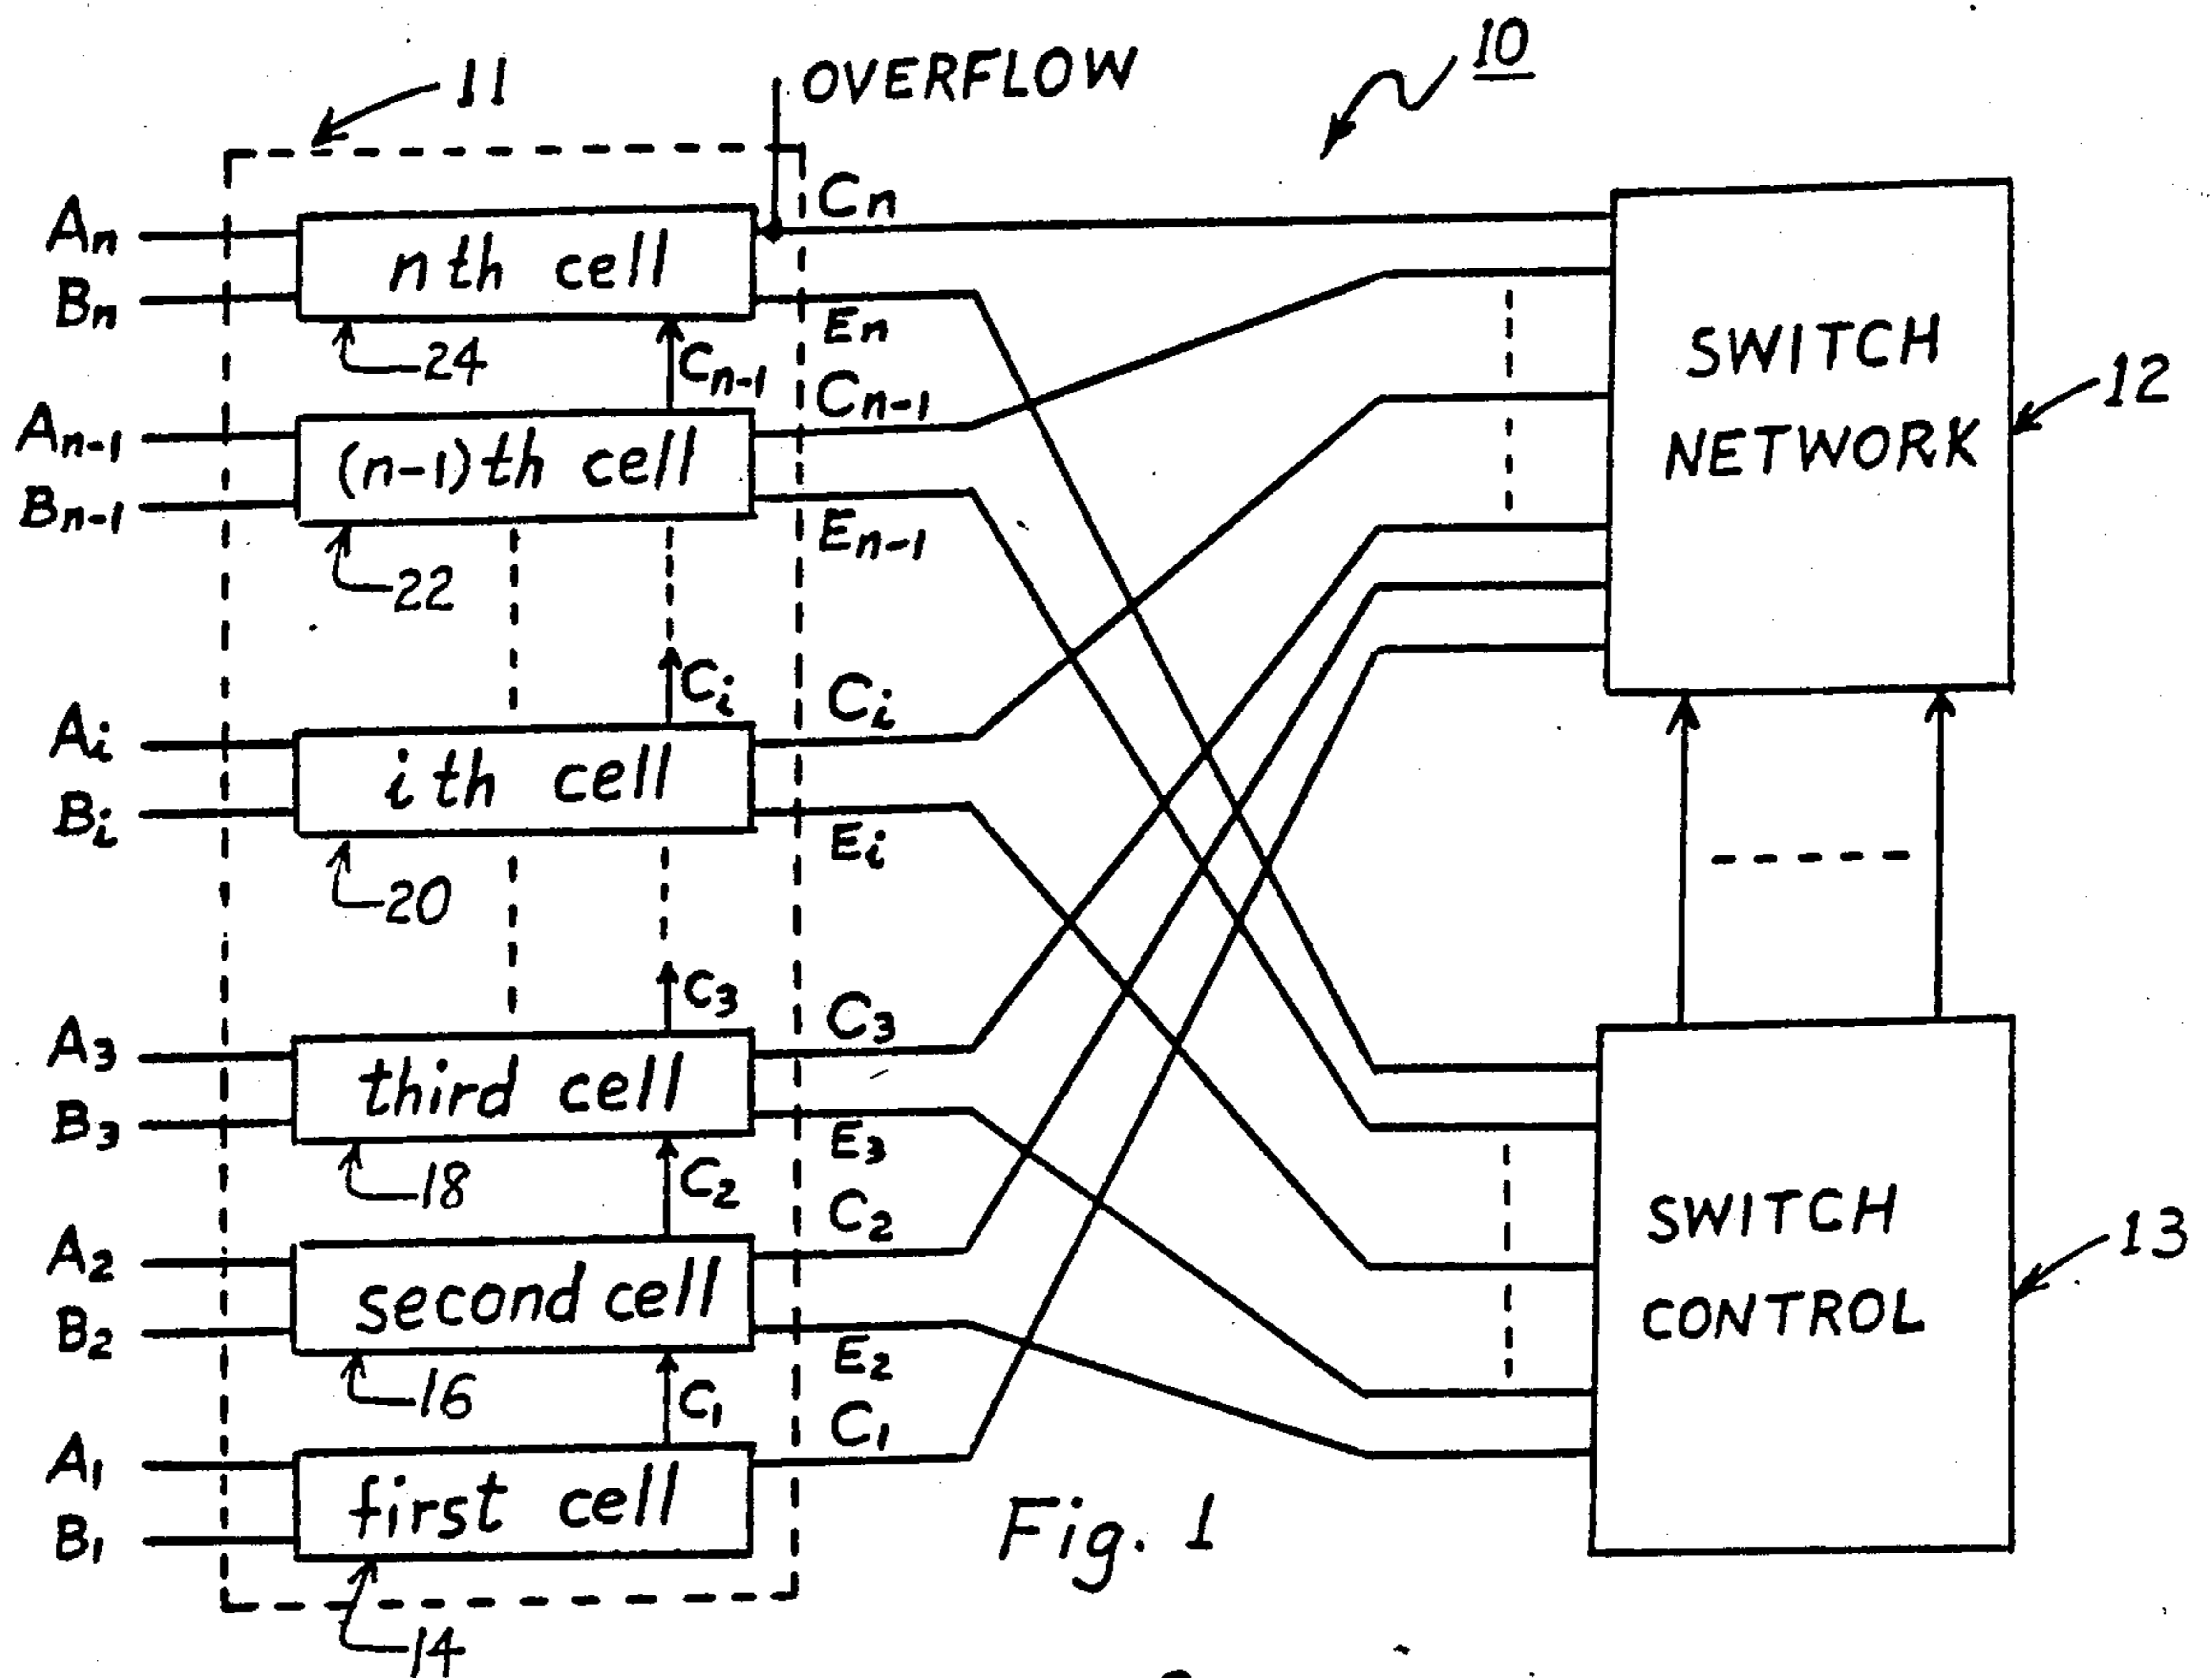 10
11
OVERFLOW
An
Bn
nth cell
Cn
En
24
Cn-1
Cn-1
An-1
Bn-1
(n-1)th cell
En-1
22
SWITCH
NETWORK
12
Ci
Ci
Ai
Bi
ith cell
Ei
20
C3
C3
A3
B3
third cell
E3
18
C2
C2
A2
B2
second cell
E2
16
C1
C1
A1
B1
first cell
14
SWITCH
CONTROL
13
Fig. 1